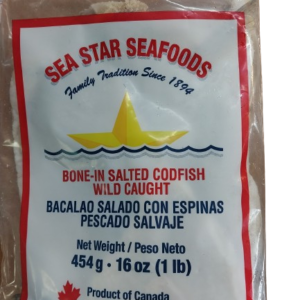 SEA STAR SEAFOODS
Family Tradition Since 1894
BONE-IN SALTED CODFISH
WILD CAUGHT
BACALAO SALADO CON ESPINAS
PESCADO SALVAJE
Net Weight / Peso Neto
454 g • 16 oz (1 lb)
Product of Canada